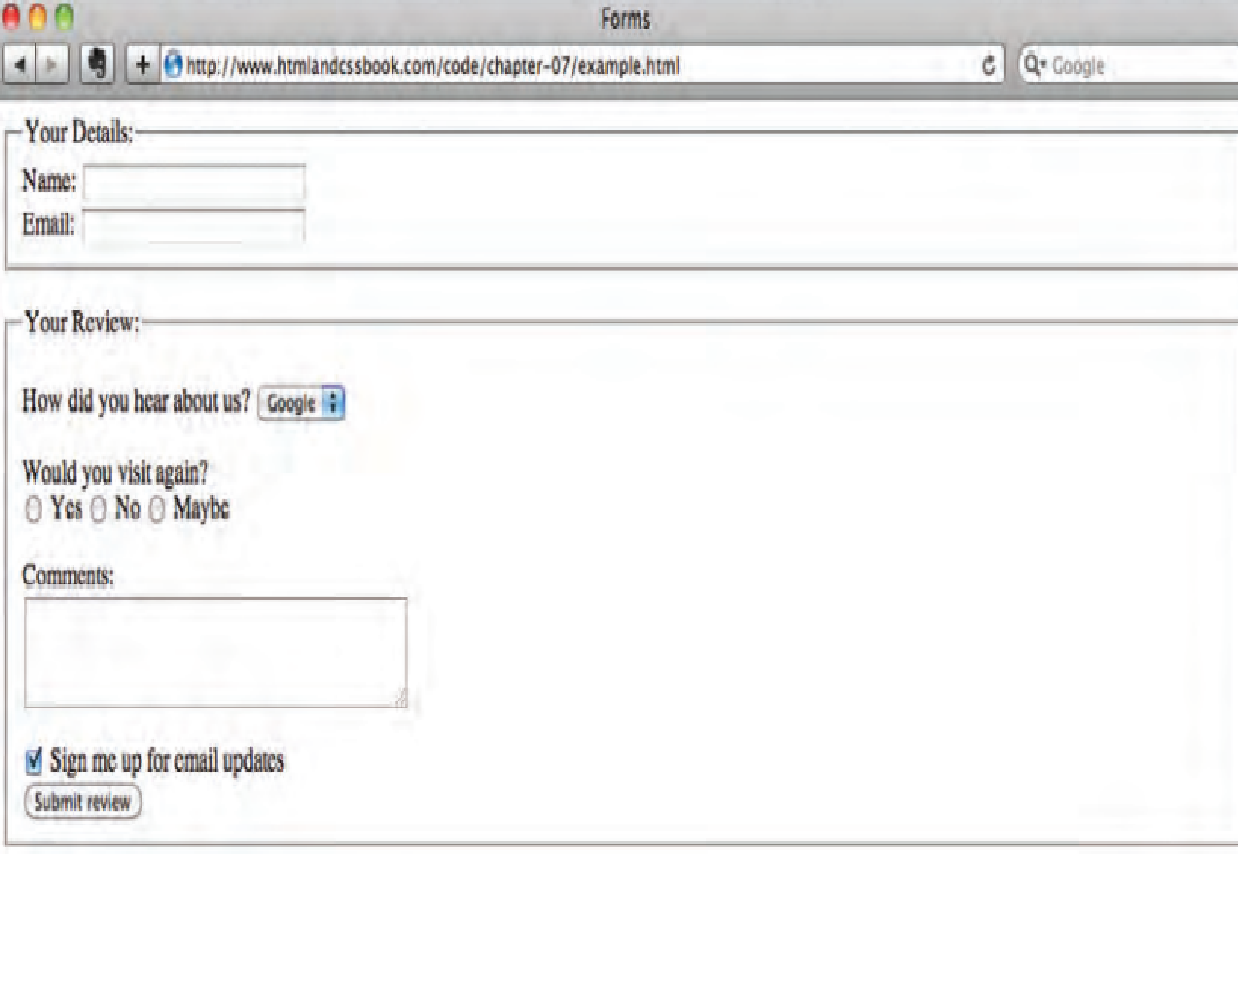 Forms
http://www.htmlandcssbook.com/code/chapter-07/example.html
Google
Your Details:
Name:
Email:
Your Review:
How did you hear about us? Google
Would you visit again?
Yes No Maybe
Comments:
Sign me up for email updates
Submit review